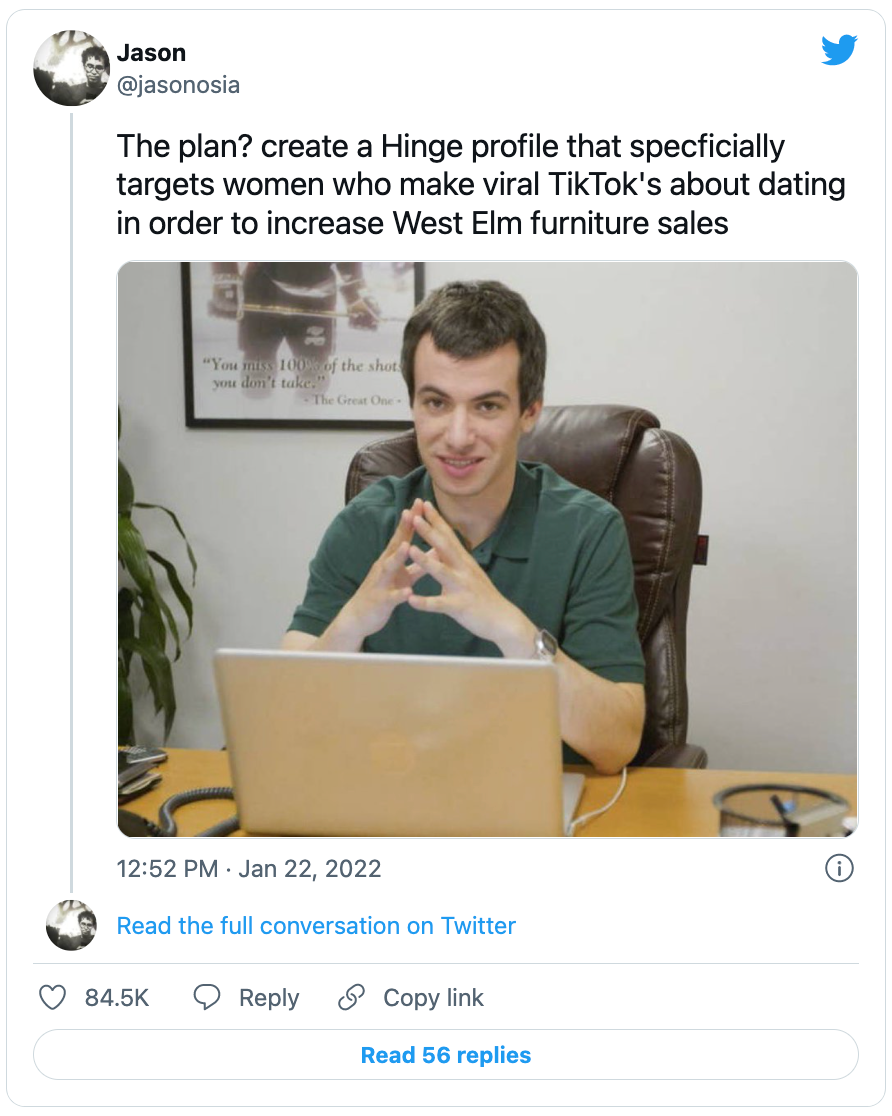 Jason
@jasonosia
The plan? create a Hinge profile that specficially
targets women who make viral TikTok's about dating
in order to increase West Elm furniture sales
“You miss 100% of the shots
you don't take.”
- The Great One -
12:52 PM · Jan 22, 2022
Read the full conversation on Twitter
84.5K Reply Copy link
Read 56 replies